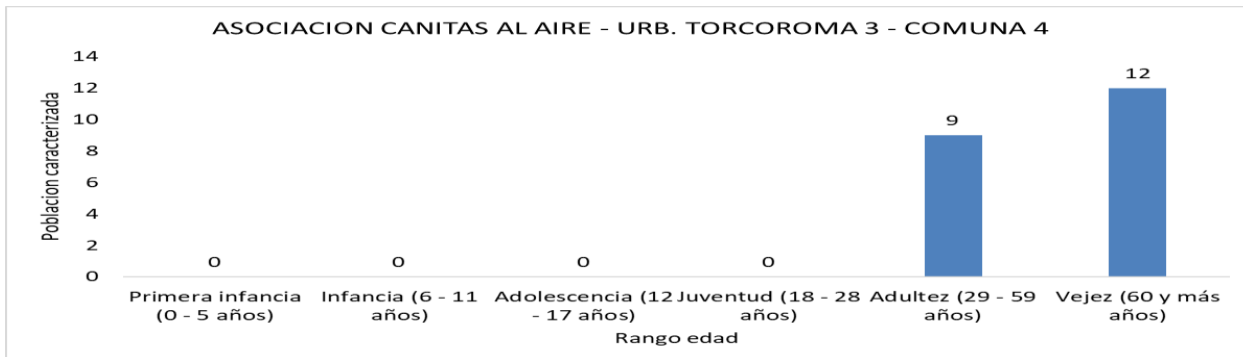 ASOCIACION CANITAS AL AIRE - URB. TORCOROMA 3 - COMUNA 4
Poblacion caracterizada
14
12
10
8
6
4
2
0
0
0
0
0
9
12
Primera infancia
(0 - 5 años)
Infancia (6 - 11
años)
Adolescencia (12
- 17 años)
Juventud (18 - 28
años)
Adultez (29 - 59
años)
Vejez (60 y más
años)
Rango edad